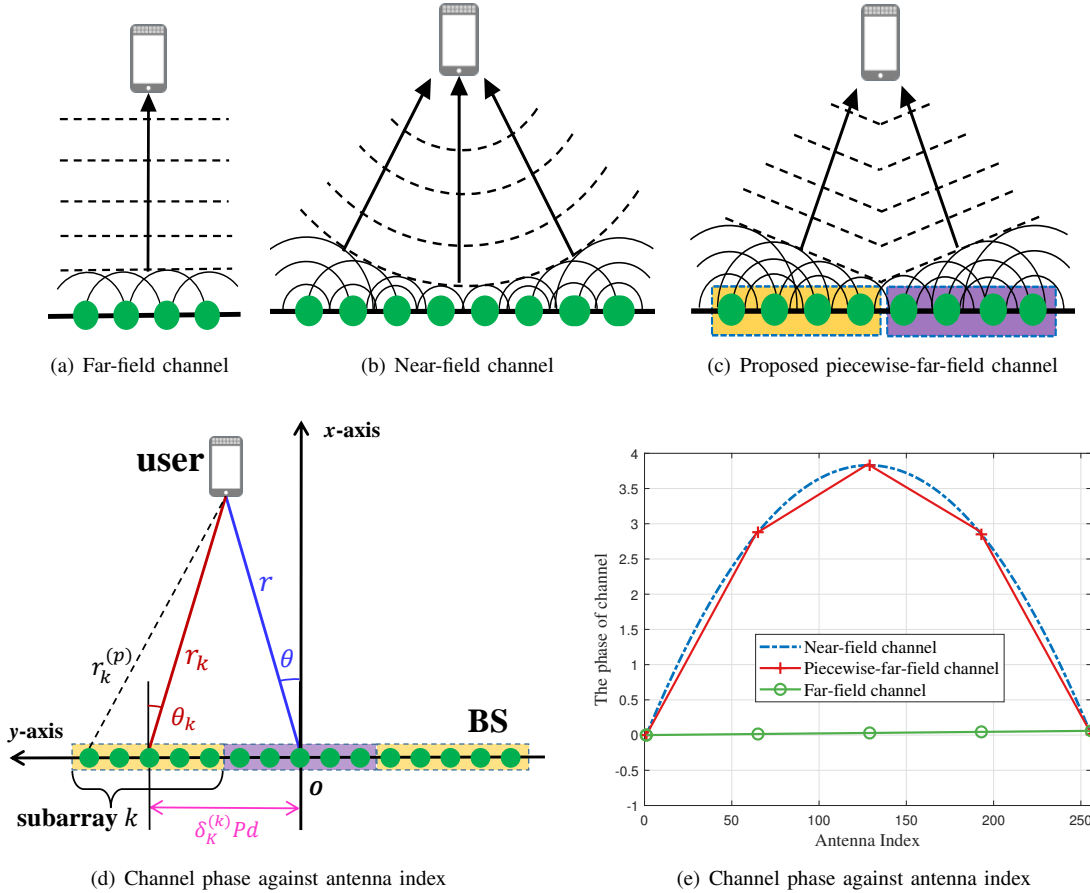 (a) Far-field channel
(b) Near-field channel
(c) Proposed piecewise-far-field channel
x-axis
user
r
r_k^{(p)}
r_k
θ
θ_k
y-axis
BS
O
subarray k
δ_K^{(k)}Pd
(d) Channel phase against antenna index
4
3.5
3
2.5
2
1.5
1
0.5
0
-0.5
-1
The phase of channel
Near-field channel
Piecewise-far-field channel
Far-field channel
0 50 100 150 200 250
Antenna Index
(e) Channel phase against antenna index